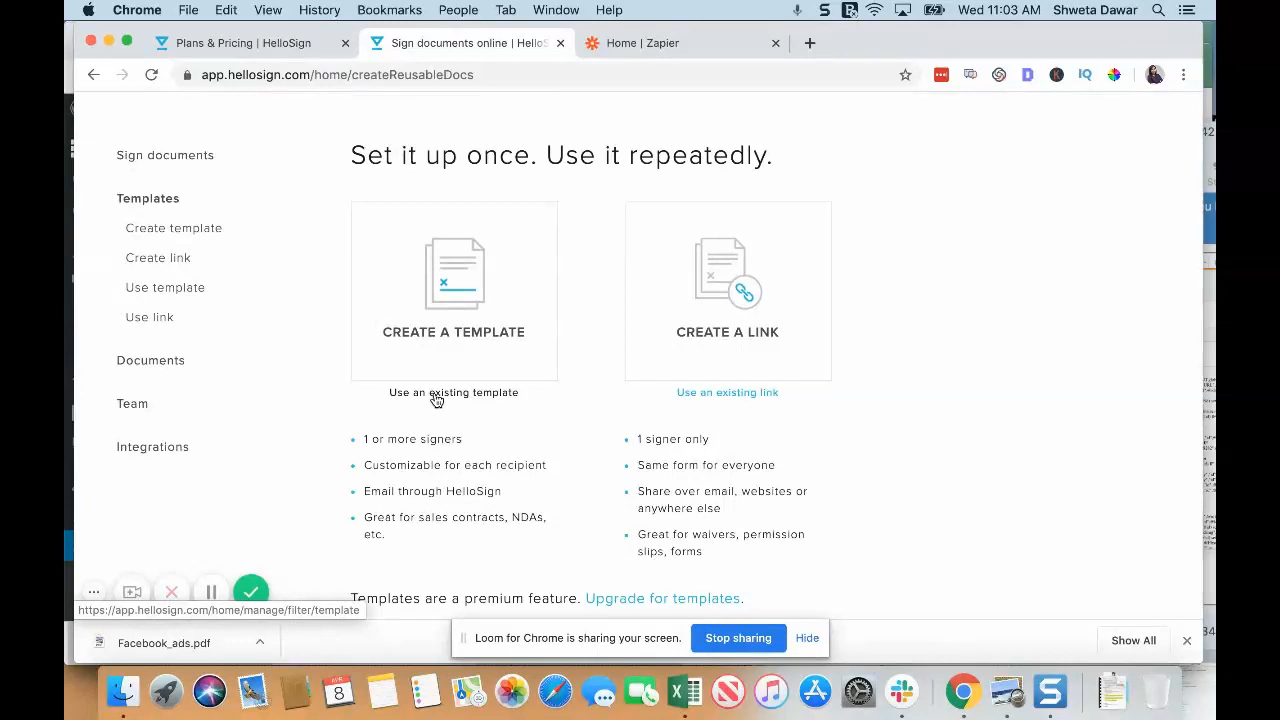 Chrome File Edit View History Bookmarks People Tab Window Help
Wed 11:03 AM Shweta Dawar
Plans & Pricing | HelloSign
Sign documents online | HelloS
Home | Zapier
app.hellosign.com/home/createReusableDocs
Sign documents
Templates
Create template
Create link
Use template
Use link
Documents
Team
Integrations
Set it up once. Use it repeatedly.
CREATE A TEMPLATE
Use an existing template
1 or more signers
Customizable for each recipient
Email through HelloSign
Great for sales contracts, NDAs,
etc.
CREATE A LINK
Use an existing link
1 signer only
Same form for everyone
Share over email, websites or
anywhere else
Great for waivers, permission
slips, forms
Templates are a premium feature. Upgrade for templates.
https://app.hellosign.com/home/manage/filter/template
Loom for Chrome is sharing your screen. Stop sharing Hide
Facebook_ads.pdf
Show All
8